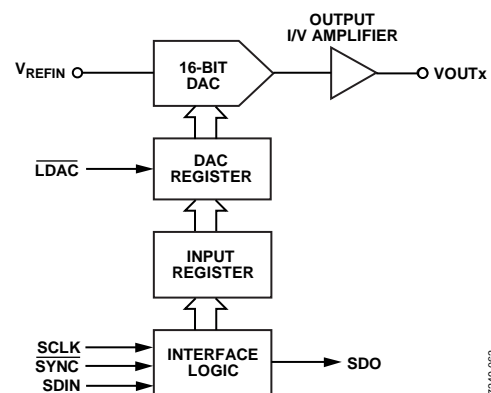 OUTPUT
I/V AMPLIFIER
VREFIN
16-BIT
DAC
VOUTx
LDAC
DAC
REGISTER
INPUT
REGISTER
SCLK
SYNC
SDIN
INTERFACE
LOGIC
SDO